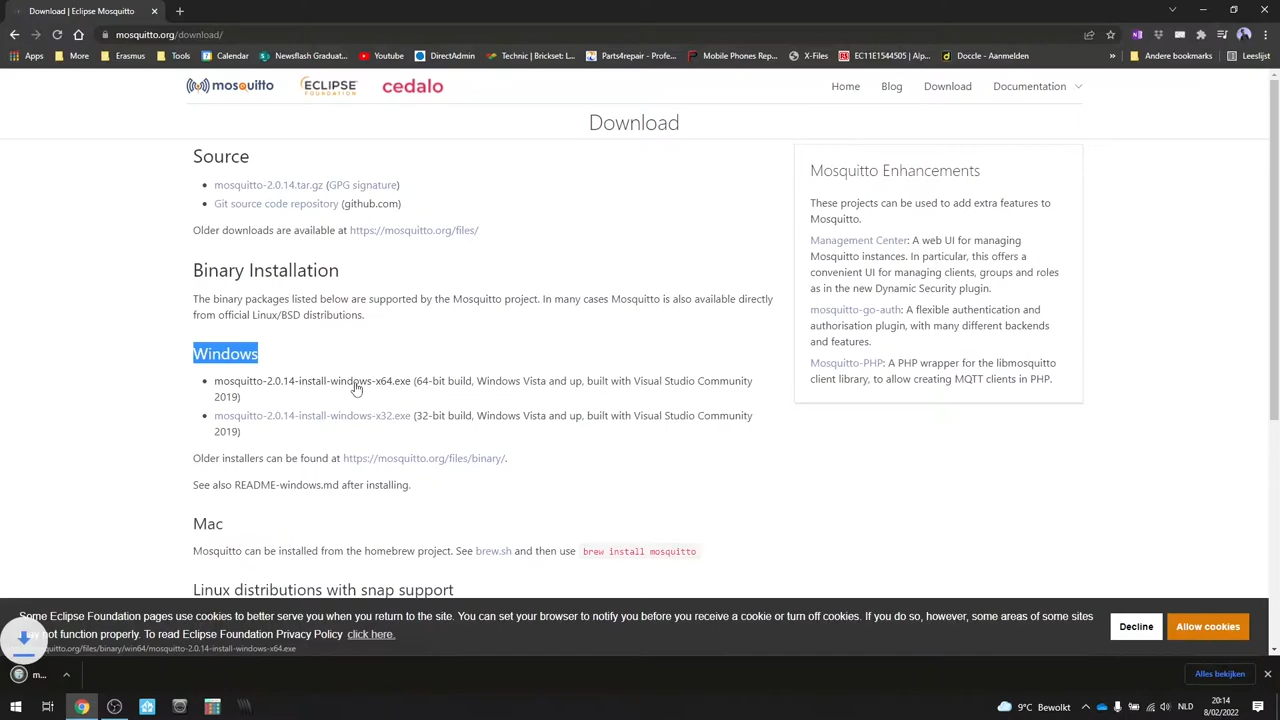 Download | Eclipse Mosquitto
mosquitto.org/download/
Apps
More
Erasmus
Tools
Calendar
Newsflash Graduat...
Youtube
DirectAdmin
Technic | Brickset: L...
Parts4repair - Profe...
Mobile Phone Repar...
X-Files
EC11E1544505 | Alp...
Doccle - Aanmelden
»
Andere bookmarks
Leeslijst
mosquitto
ECLIPSE
FOUNDATION
cedalo
Home
Blog
Download
Documentation
Download
Source
mosquitto-2.0.14.tar.gz (GPG signature)
Git source code repository (github.com)
Older downloads are available at https://mosquitto.org/files/
Binary Installation
The binary packages listed below are supported by the Mosquitto project. In many cases Mosquitto is also available directly
from official Linux/BSD distributions.
Windows
mosquitto-2.0.14-install-windows-x64.exe (64-bit build, Windows Vista and up, built with Visual Studio Community
2019)
mosquitto-2.0.14-install-windows-x32.exe (32-bit build, Windows Vista and up, built with Visual Studio Community
2019)
Older installers can be found at https://mosquitto.org/files/binary/.
See also README-windows.md after installing.
Mac
Mosquitto can be installed from the homebrew project. See brew.sh and then use brew install mosquitto
Linux distributions with snap support
Mosquitto Enhancements
These projects can be used to add extra features to
Mosquitto.
Management Center: A web UI for managing
Mosquitto instances. In particular, this offers a
convenient UI for managing clients, groups and roles
as in the new Dynamic Security plugin.
mosquitto-go-auth: A flexible authentication and
authorisation plugin, with many different backends
and features.
Mosquitto-PHP: A PHP wrapper for the libmosquitto
client library, to allow creating MQTT clients in PHP.
Some Eclipse Foundation pages use cookies to better serve you when you return to the site. You can set your browser to notify you before you receive a cookie or turn off cookies. If you do so, however, some areas of some sites
may not function properly. To read Eclipse Foundation Privacy Policy click here.
Decline
Allow cookies
org/files/binary/win64/mosquitto-2.0.14-install-windows-x64.exe
m...
Alles bekijken
9°C Bewolkt
NLD
20:14
8/02/2022